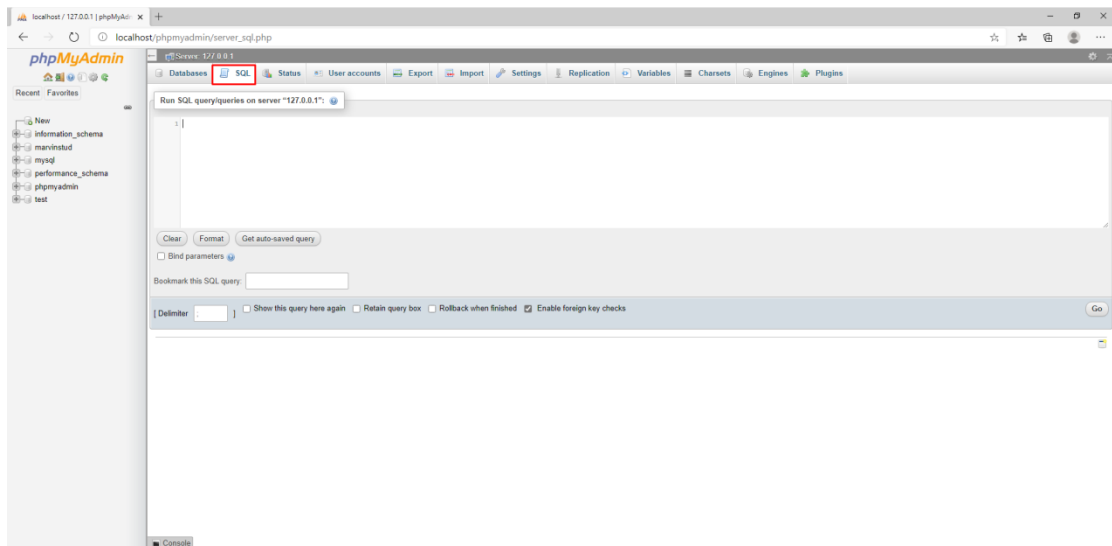 localhost / 127.0.0.1 | phpMyAd
localhost/phpmyadmin/server_sql.php
phpMyAdmin
Recent Favorites
New
information_schema
marvinstud
mysql
performance_schema
phpmyadmin
test
Server: 127.0.0.1
Databases SQL Status User accounts Export Import Settings Replication Variables Charsets Engines Plugins
Run SQL query/queries on server “127.0.0.1”:
1
Clear Format Get auto-saved query
Bind parameters
Bookmark this SQL query:
[ Delimiter ; ] Show this query here again Retain query box Rollback when finished Enable foreign key checks Go
Console